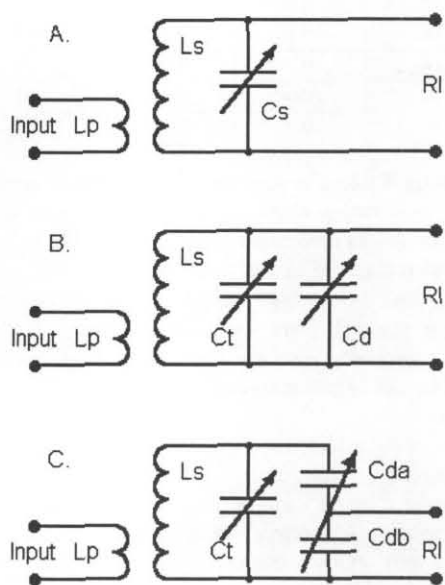 A.
Ls
Cs
Rl
Input Lp
B.
Ls
Rl
Ct Cd
Input Lp
C.
Ls
Cda
Ct
Cdb
Input Lp
Rl